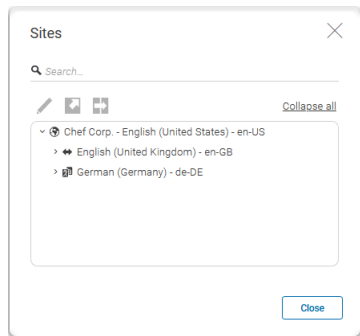 Sites
Search...
Collapse all
Chef Corp. - English (United States) - en-US
English (United Kingdom) - en-GB
German (Germany) - de-DE
Close